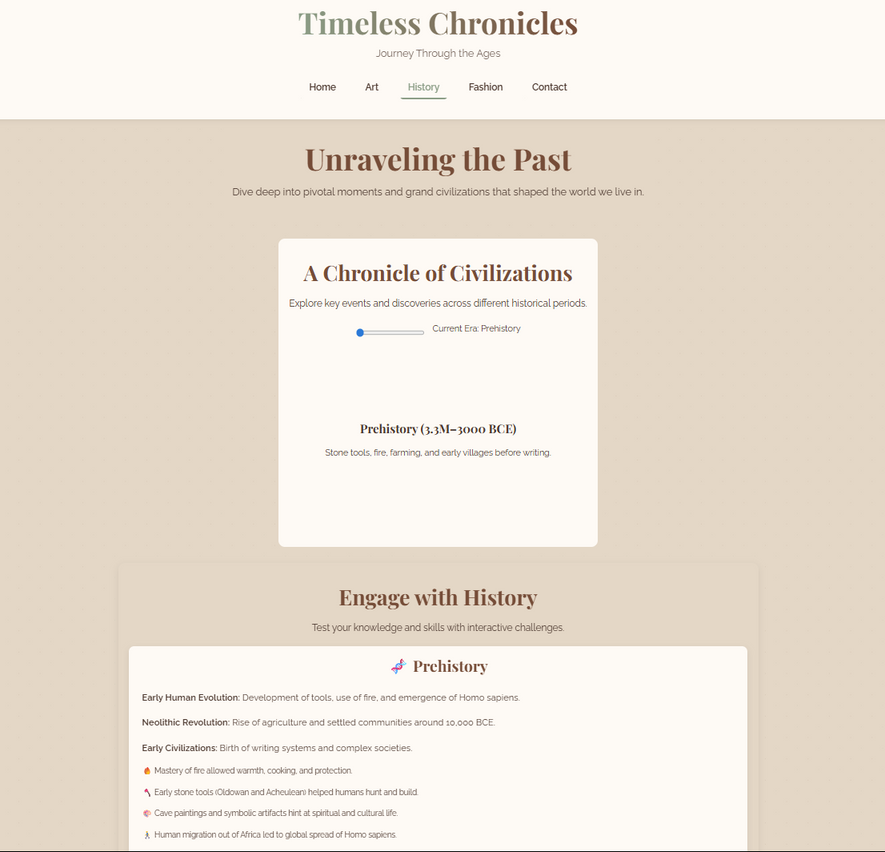 Timeless Chronicles
Journey Through the Ages
Home Art History Fashion Contact
Unraveling the Past
Dive deep into pivotal moments and grand civilizations that shaped the world we live in.
A Chronicle of Civilizations
Explore key events and discoveries across different historical periods.
Current Era: Prehistory
Prehistory (3.3M–3000 BCE)
Stone tools, fire, farming, and early villages before writing.
Engage with History
Test your knowledge and skills with interactive challenges.
🧬 Prehistory
Early Human Evolution: Development of tools, use of fire, and emergence of Homo sapiens.
Neolithic Revolution: Rise of agriculture and settled communities around 10,000 BCE.
Early Civilizations: Birth of writing systems and complex societies.
🔥 Mastery of fire allowed warmth, cooking, and protection.
🪓 Early stone tools (Oldowan and Acheulean) helped humans hunt and build.
🧠 Cave paintings and symbolic artifacts hint at spiritual and cultural life.
🚶 Human migration out of Africa led to global spread of Homo sapiens.